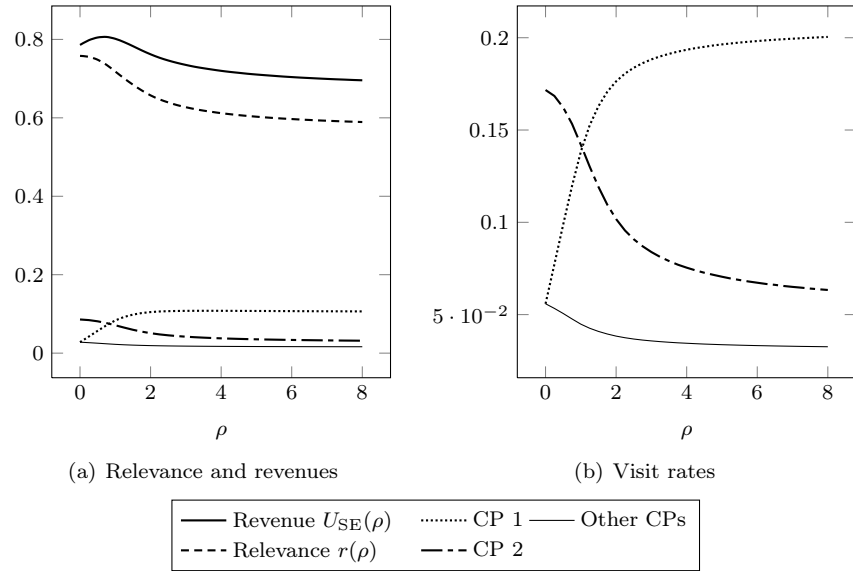 0.8
0.6
0.4
0.2
0
0 2 4 6 8
ρ
(a) Relevance and revenues
0.2
0.15
0.1
5 · 10⁻²
0 2 4 6 8
ρ
(b) Visit rates
Revenue U_SE(ρ) CP 1 Other CPs
Relevance r(ρ) CP 2